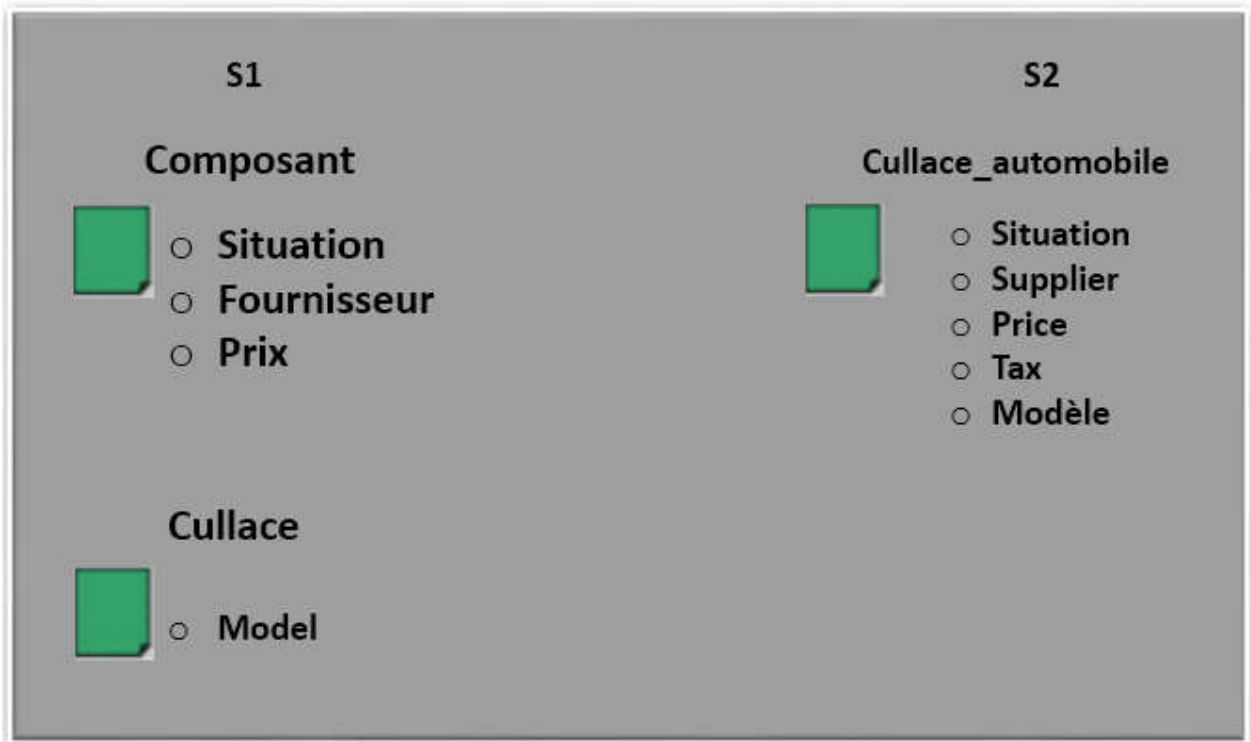 S1
Composant
Situation
Fournisseur
Prix
Cullace
Model
S2
Cullace_automobile
Situation
Supplier
Price
Tax
Modèle